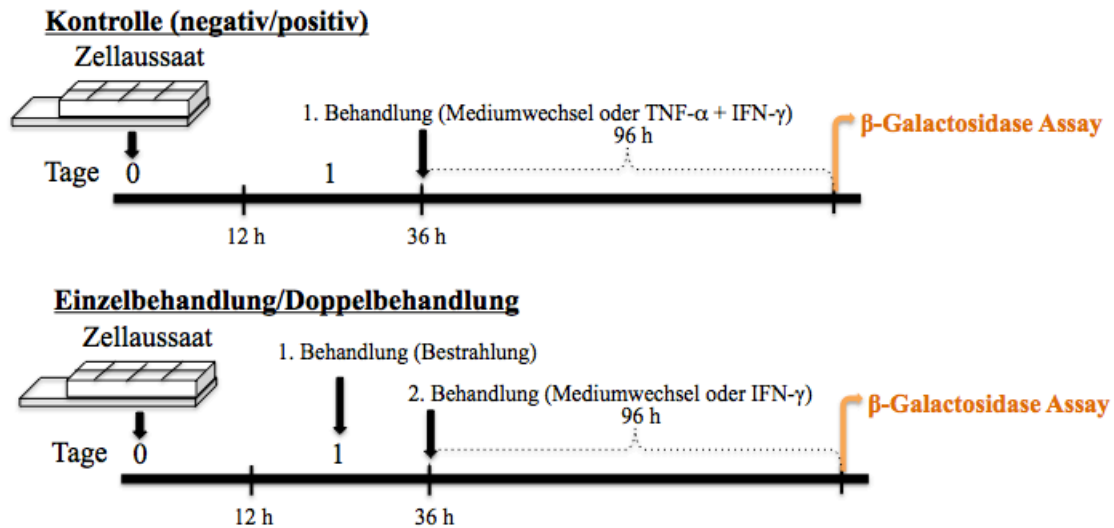 Kontrolle (negativ/positiv)
Zellaussaat
1. Behandlung (Mediumwechsel oder TNF-α + IFN-γ)
96 h
β-Galactosidase Assay
Tage 0 1
12 h 36 h
Einzelbehandlung/Doppelbehandlung
Zellaussaat
1. Behandlung (Bestrahlung)
2. Behandlung (Mediumwechsel oder IFN-γ)
96 h
β-Galactosidase Assay
Tage 0 1
12 h 36 h